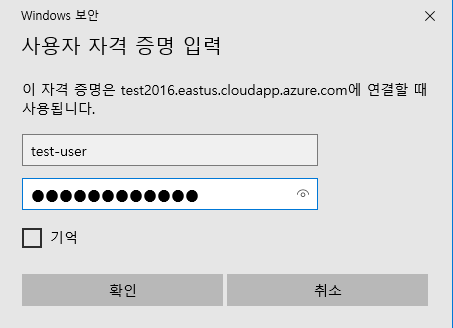 Windows 보안
사용자 자격 증명 입력
이 자격 증명은 test2016.eastus.cloudapp.azure.com에 연결할 때
사용됩니다.
test-user
●●●●●●●●●●●●
기억
확인
취소